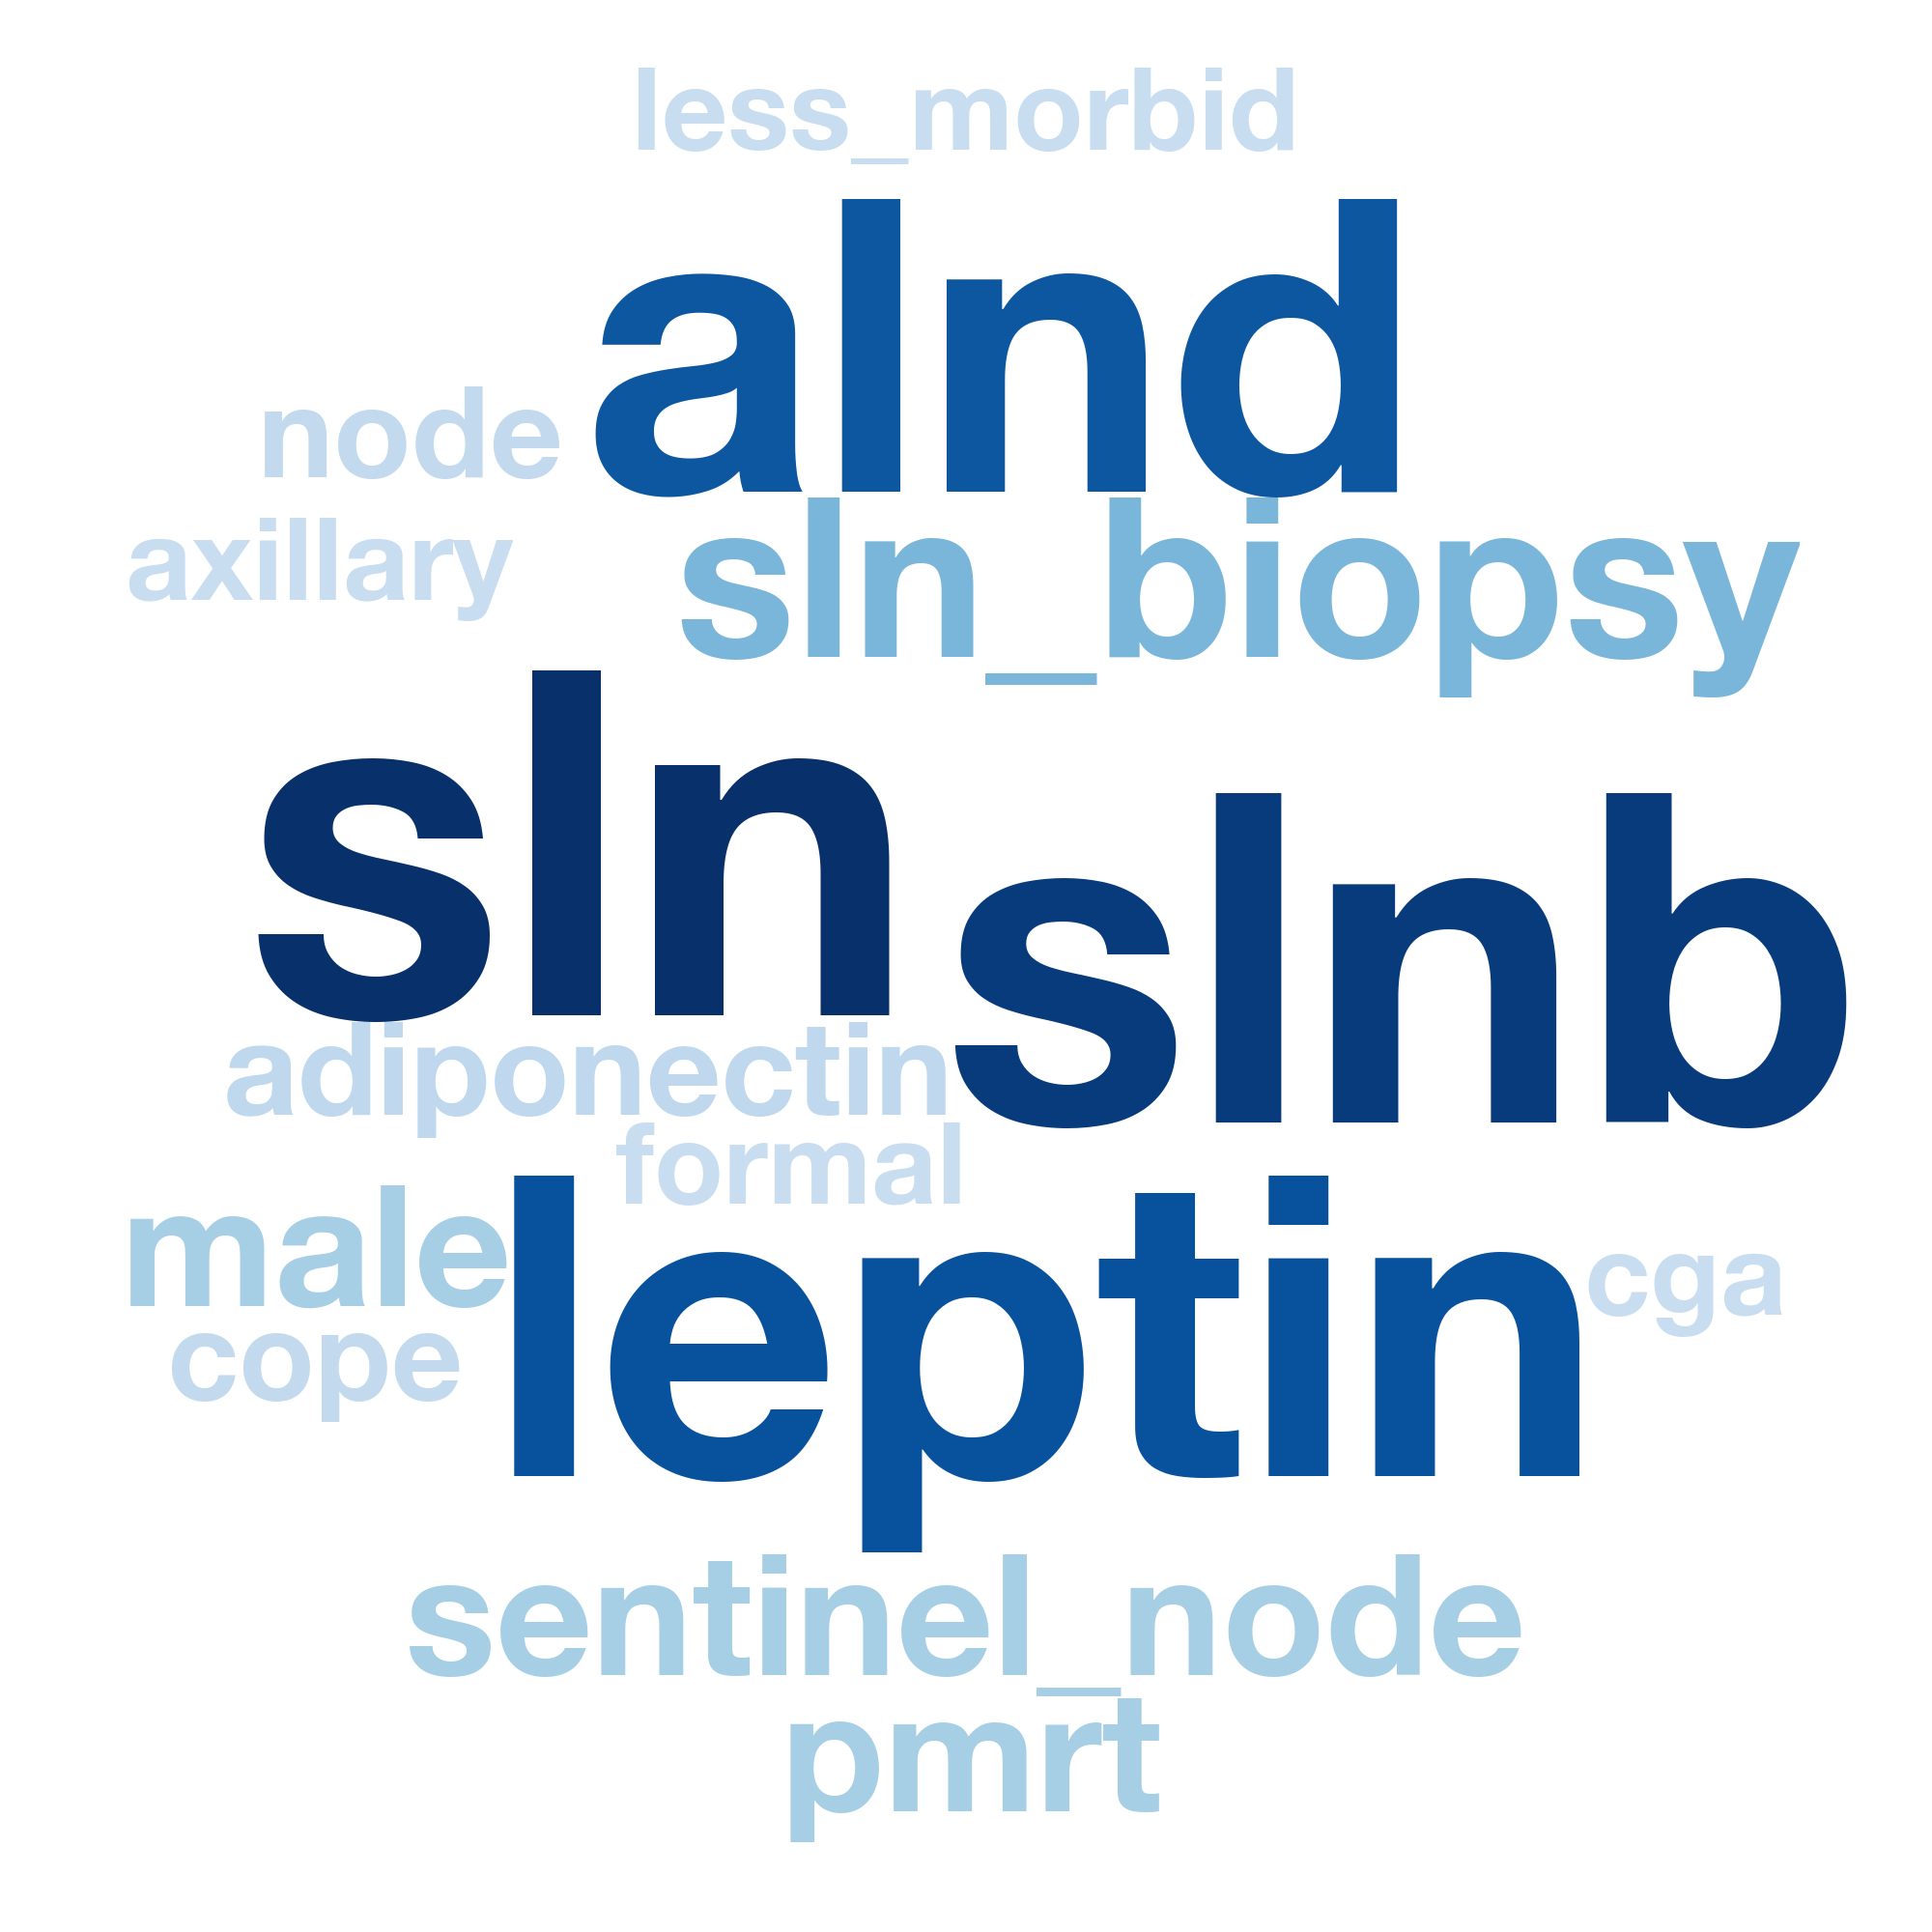 less_morbid
alnd
node
sln_biopsy
axillary
sln
slnb
adiponectin
formal
male
leptin
cga
cope
sentinel_node
pmrt